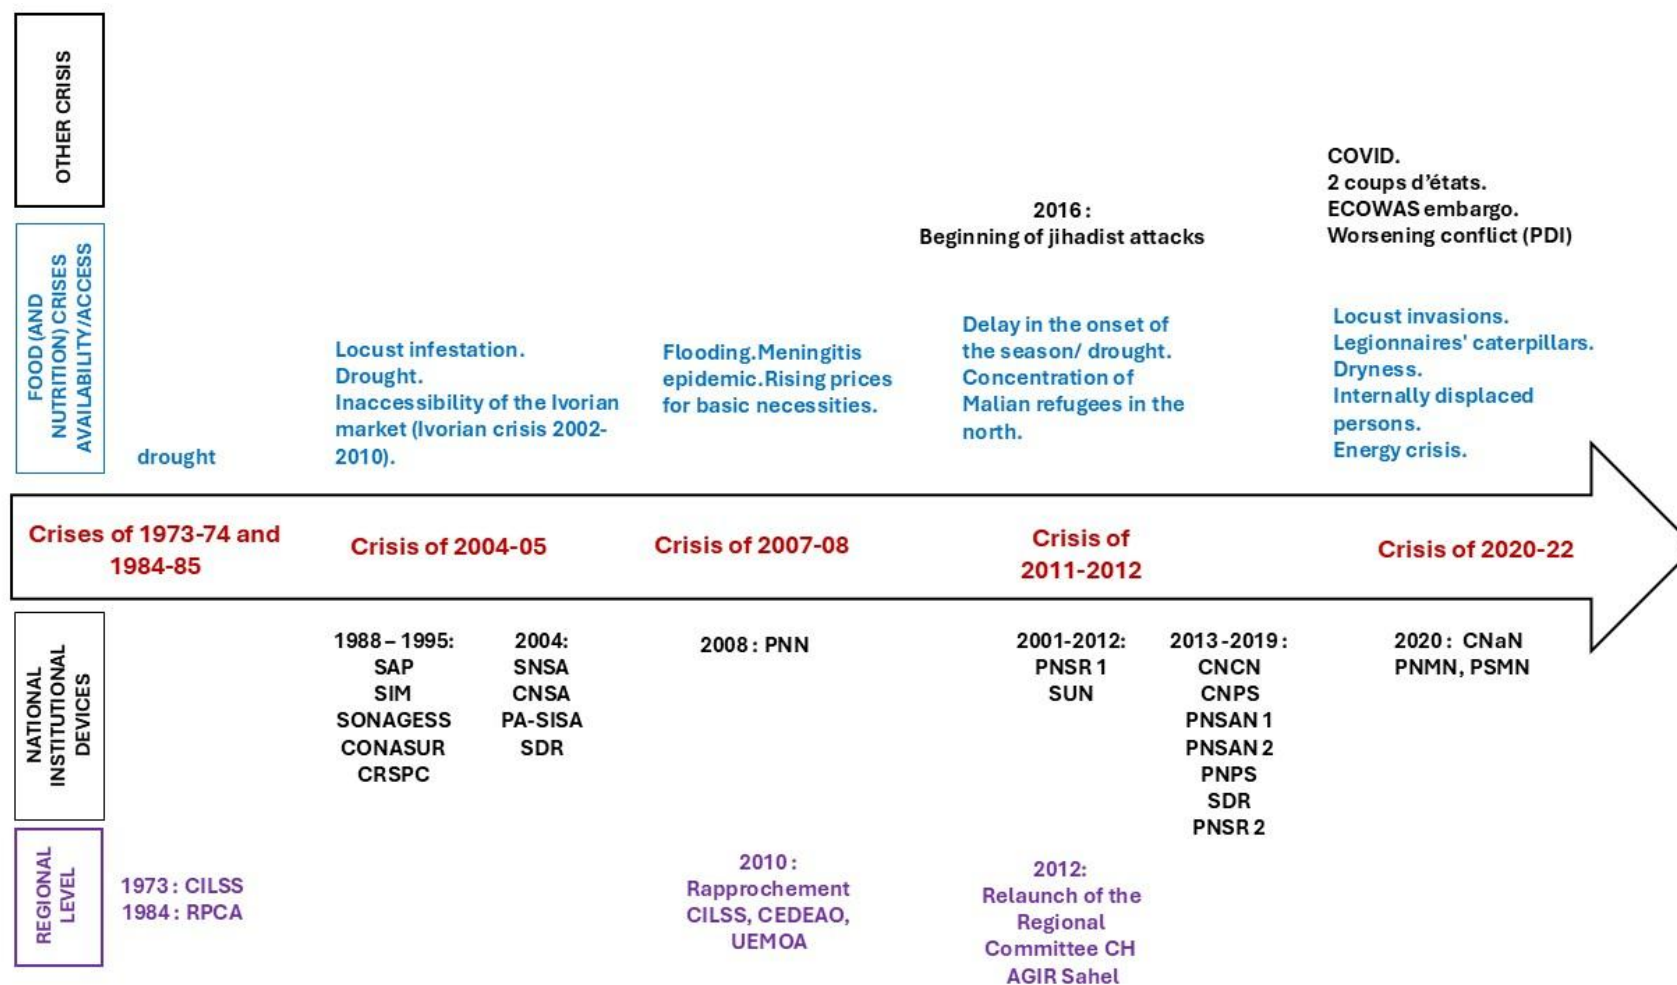 OTHER CRISIS
COVID.
2 coups d'états.
ECOWAS embargo.
Worsening conflict (PDI)
2016 :
Beginning of jihadist attacks
FOOD (AND
NUTRITION) CRISES
AVAILABILITY/ACCESS
drought
Locust infestation.
Drought.
Inaccessibility of the Ivorian
market (Ivorian crisis 2002-
2010).
Flooding.Meningitis
epidemic.Rising prices
for basic necessities.
Delay in the onset of
the season/ drought.
Concentration of
Malian refugees in the
north.
Locust invasions.
Legionnaires' caterpillars.
Dryness.
Internally displaced
persons.
Energy crisis.
Crises of 1973-74 and
1984-85
Crisis of 2004-05
Crisis of 2007-08
Crisis of
2011-2012
Crisis of 2020-22
NATIONAL
INSTITUTIONAL
DEVICES
1988 – 1995:
SAP
SIM
SONAGESS
CONASUR
CRSPC
2004:
SNSA
CNSA
PA-SISA
SDR
2008 : PNN
2001-2012:
PNSR 1
SUN
2013-2019 :
CNCN
CNPS
PNSAN 1
PNSAN 2
PNPS
SDR
PNSR 2
2020 : CNaN
PNMN, PSMN
REGIONAL
LEVEL
1973 : CILSS
1984 : RPCA
2010 :
Rapprochement
CILSS, CEDEAO,
UEMOA
2012:
Relaunch of the
Regional
Committee CH
AGIR Sahel